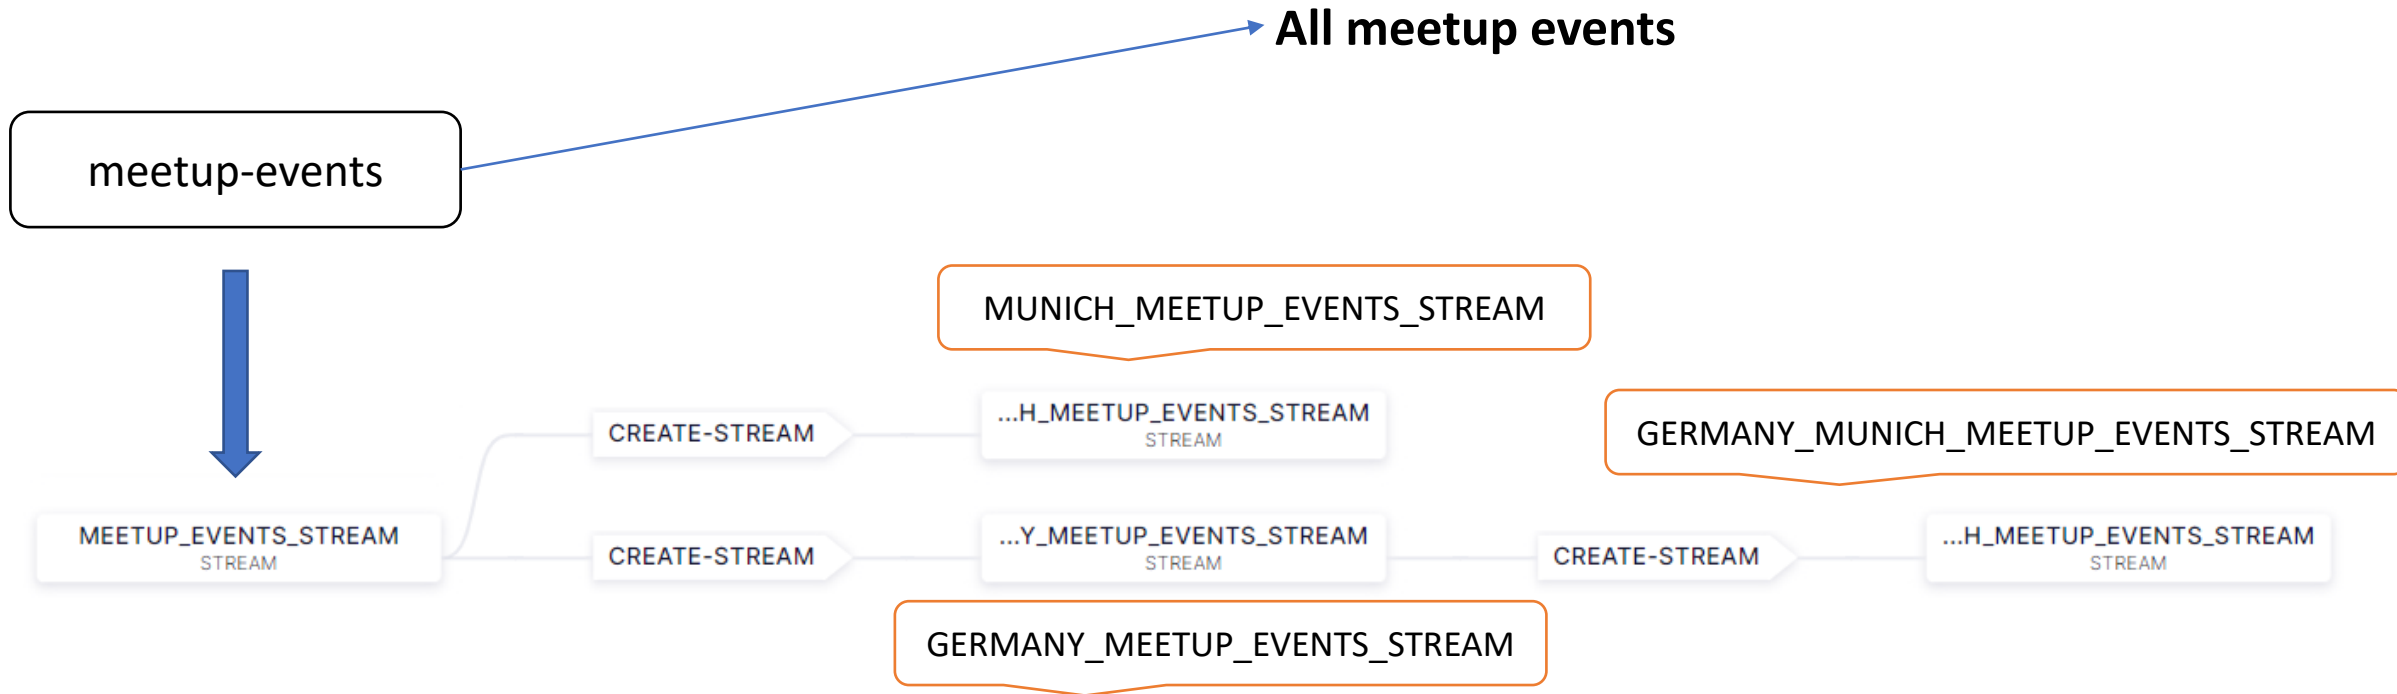 All meetup events
meetup-events
MUNICH_MEETUP_EVENTS_STREAM
...H_MEETUP_EVENTS_STREAM
STREAM
CREATE-STREAM
GERMANY_MUNICH_MEETUP_EVENTS_STREAM
MEETUP_EVENTS_STREAM
STREAM
CREATE-STREAM
...Y_MEETUP_EVENTS_STREAM
STREAM
CREATE-STREAM
...H_MEETUP_EVENTS_STREAM
STREAM
GERMANY_MEETUP_EVENTS_STREAM